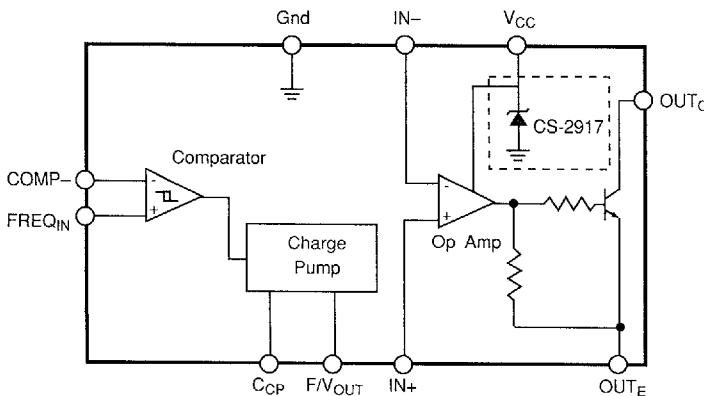 Gnd
IN–
VCC
CS-2917
OUTC
Comparator
COMP–
-
+
FREQIN
-
+
Op Amp
Charge
Pump
CCP
F/VOUT
IN+
OUTE